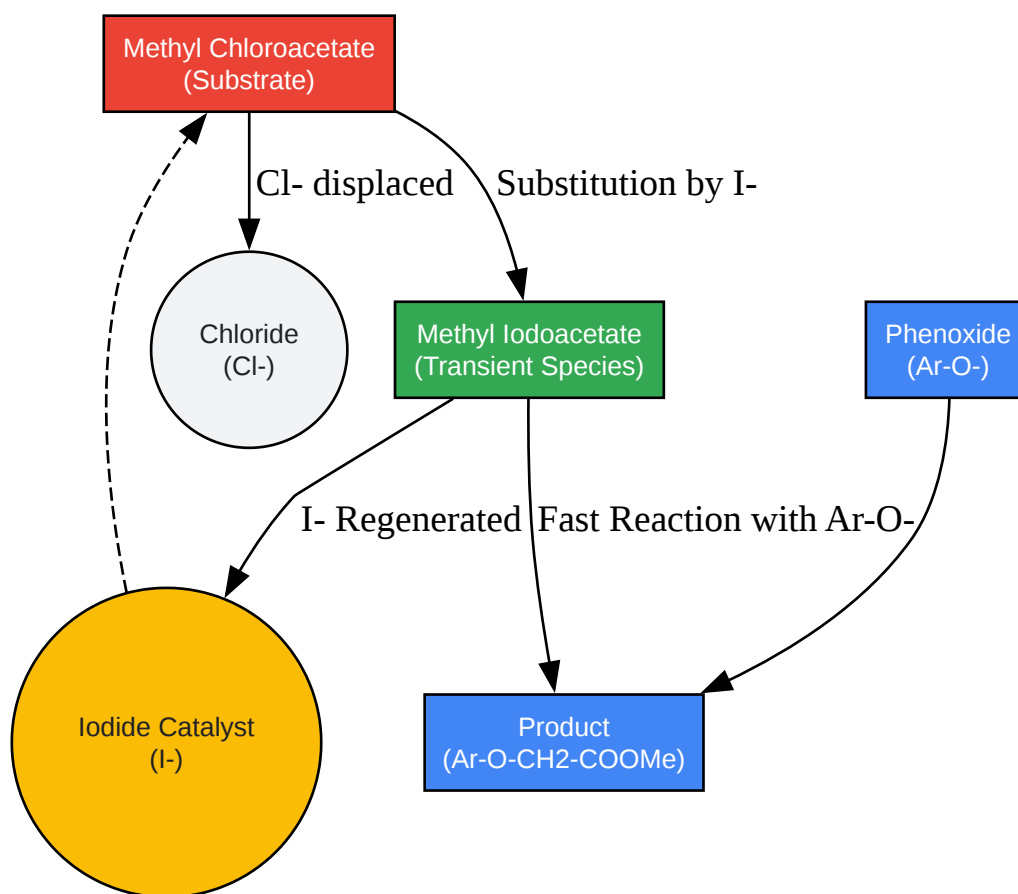 Methyl Chloroacetate
(Substrate)
Cl- displaced
Substitution by I-
Chloride
(Cl-)
Methyl Iodoacetate
(Transient Species)
Phenoxide
(Ar-O-)
I- Regenerated
Fast Reaction with Ar-O-
Iodide Catalyst
(I-)
Product
(Ar-O-CH2-COOMe)